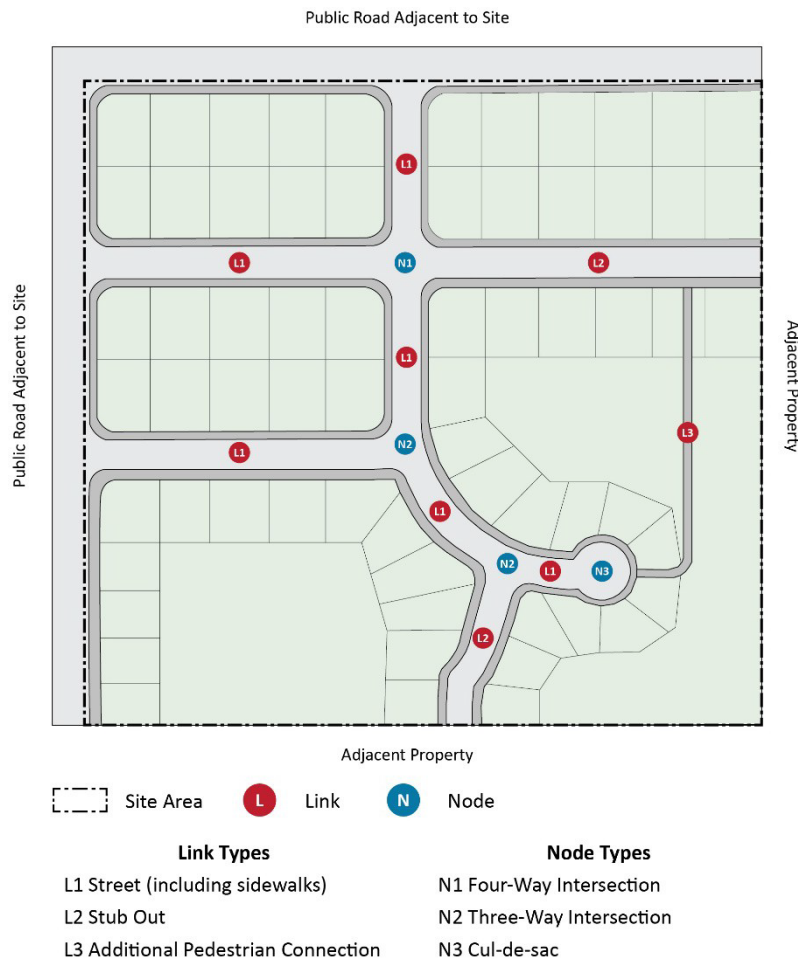 Public Road Adjacent to Site
L1
L1
N1
L2
Public Road Adjacent to Site
Adjacent Property
L1
L1
N2
L3
L1
N2
L1
N3
L2
Adjacent Property
Site Area
L Link
N Node
Link Types
L1 Street (including sidewalks)
L2 Stub Out
L3 Additional Pedestrian Connection
Node Types
N1 Four-Way Intersection
N2 Three-Way Intersection
N3 Cul-de-sac